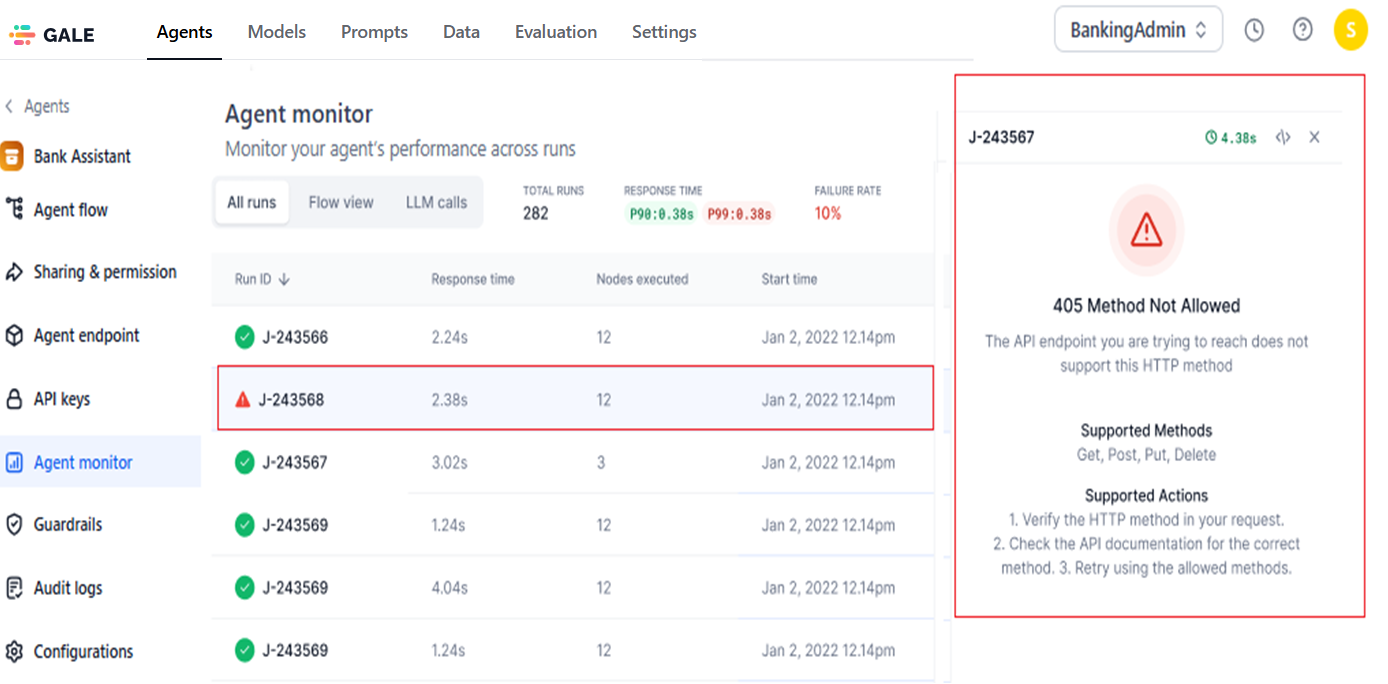 GALE
Agents
Models
Prompts
Data
Evaluation
Settings
BankingAdmin
S
Agents
Bank Assistant
Agent flow
Sharing & permission
Agent endpoint
API keys
Agent monitor
Guardrails
Audit logs
Configurations
Agent monitor
Monitor your agent's performance across runs
All runs
Flow view
LLM calls
TOTAL RUNS
282
RESPONSE TIME
P90:0.38s P99:0.38s
FAILURE RATE
10%
Run ID Response time Nodes executed Start time
J-243566 2.24s 12 Jan 2, 2022 12.14pm
J-243568 2.38s 12 Jan 2, 2022 12.14pm
J-243567 3.02s 3 Jan 2, 2022 12.14pm
J-243569 1.24s 12 Jan 2, 2022 12.14pm
J-243569 4.04s 12 Jan 2, 2022 12.14pm
J-243569 1.24s 12 Jan 2, 2022 12.14pm
J-243567 4.38s
405 Method Not Allowed
The API endpoint you are trying to reach does not
support this HTTP method
Supported Methods
Get, Post, Put, Delete
Supported Actions
1. Verify the HTTP method in your request.
2. Check the API documentation for the correct
method. 3. Retry using the allowed methods.